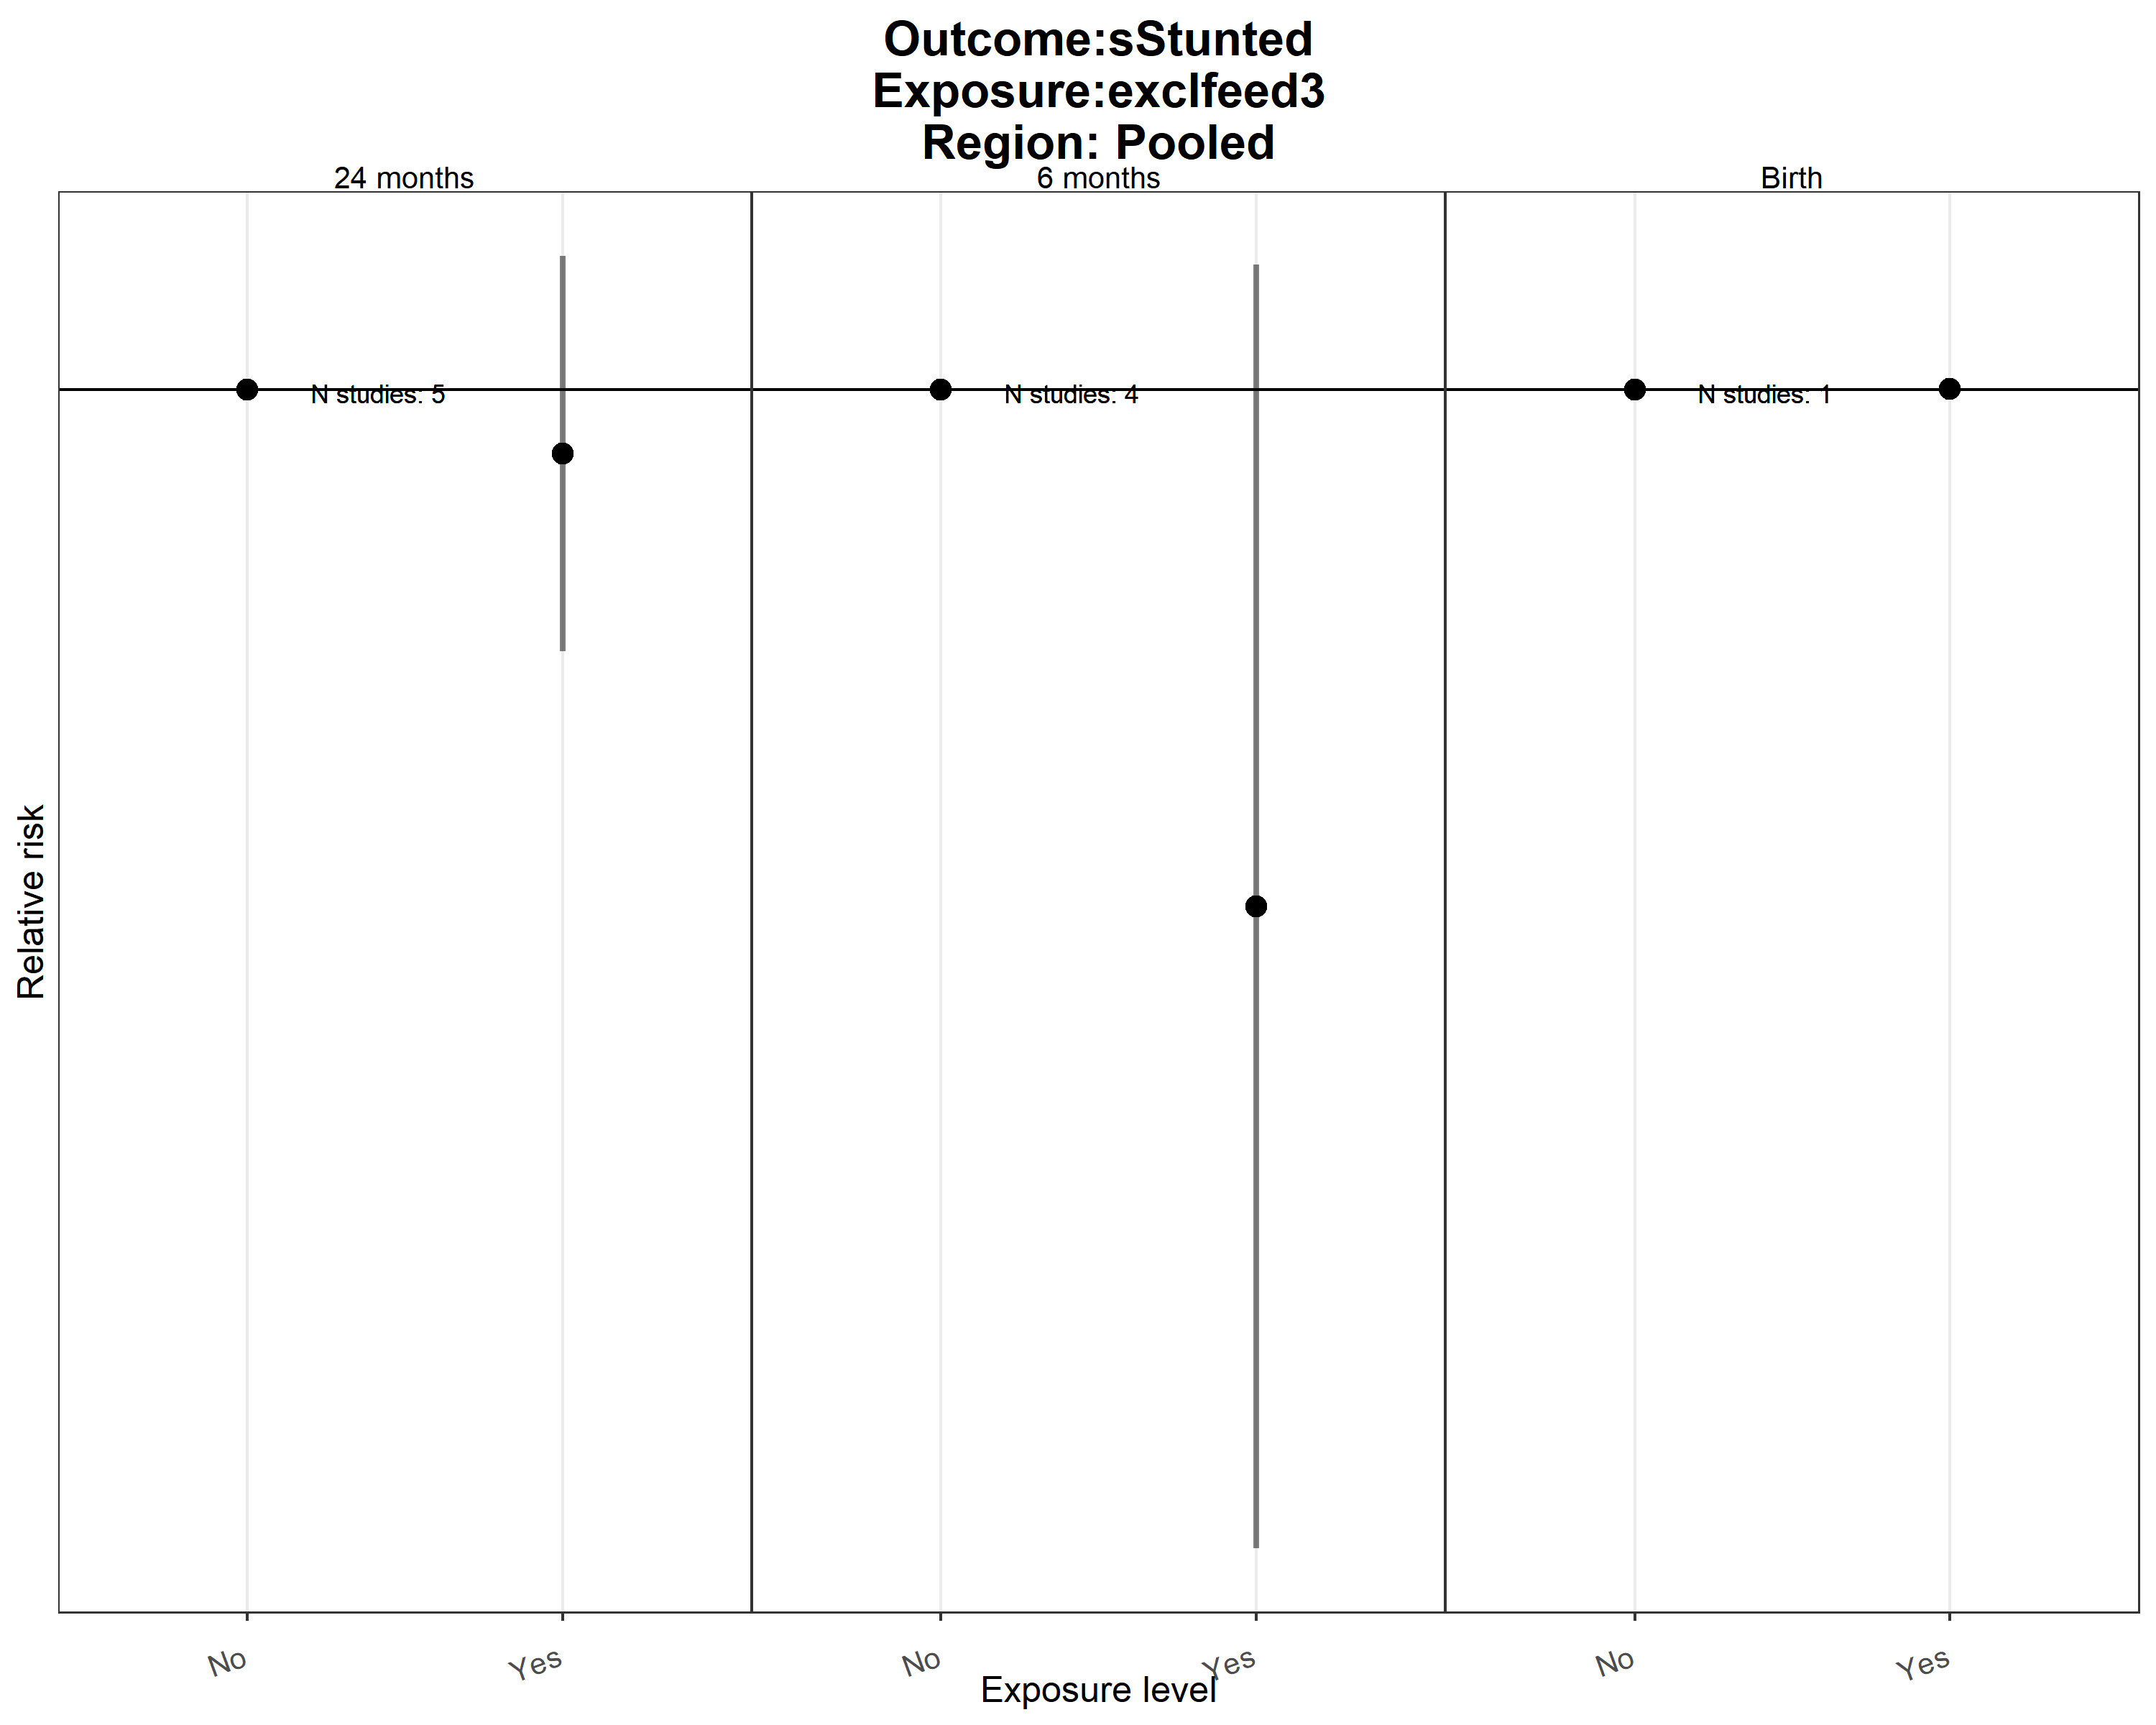 Outcome:sStunted
Exposure:exclfeed3
Region: Pooled
24 months
6 months
Birth
N studies: 5
N studies: 4
N studies: 1
Relative risk
No
Yes
No
Yes
No
Yes
Exposure level